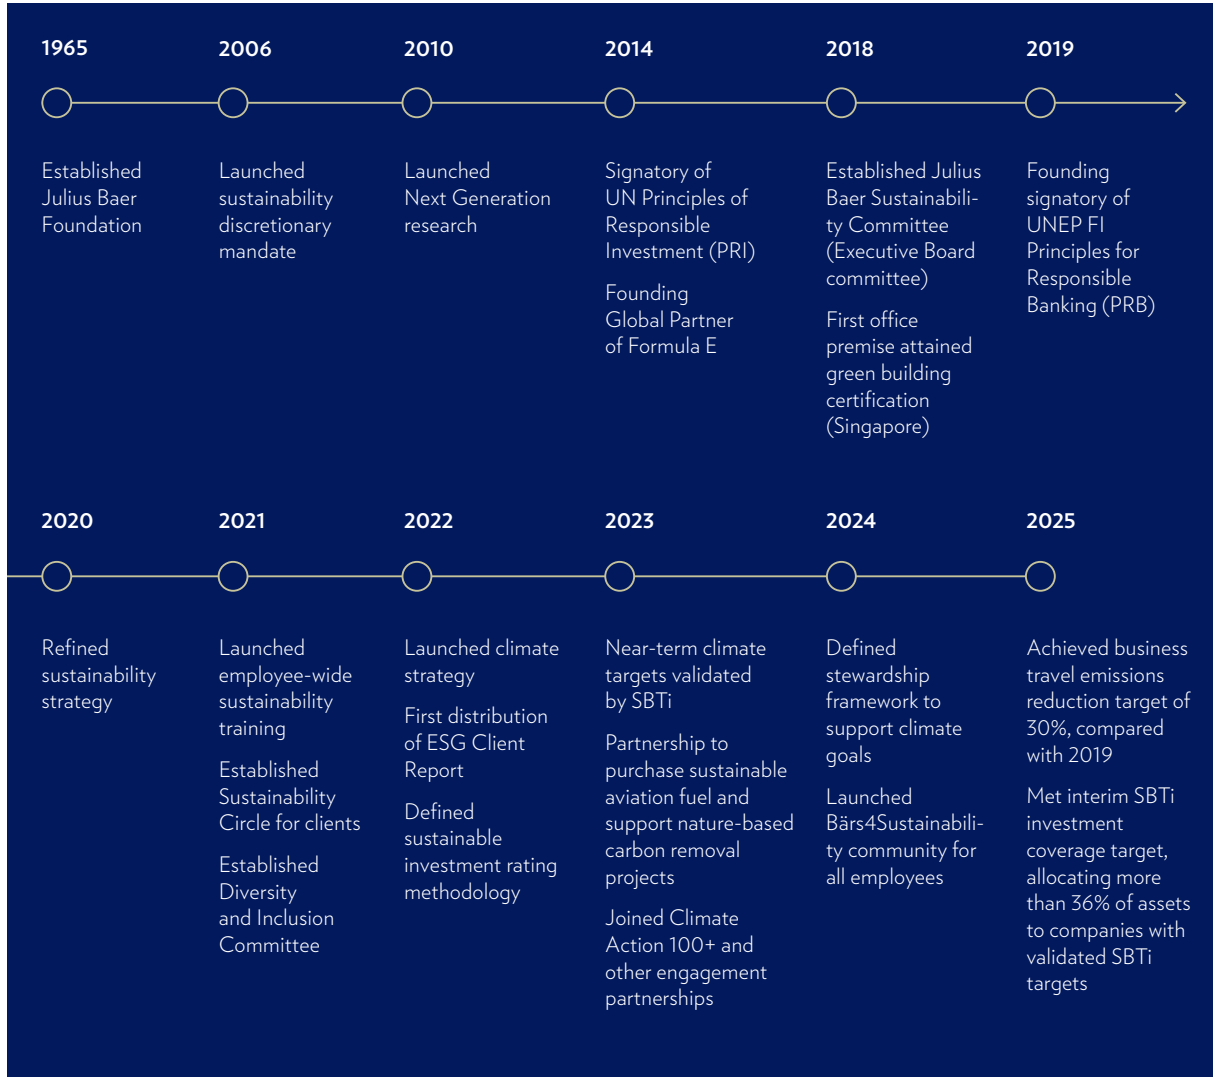 1965
Established
Julius Baer
Foundation
2006
Launched
sustainability
discretionary
mandate
2010
Launched
Next Generation
research
2014
Signatory of
UN Principles of
Responsible
Investment (PRI)
Founding
Global Partner
of Formula E
2018
Established Julius
Baer Sustainabili-
ty Committee
(Executive Board
committee)
First office
premise attained
green building
certification
(Singapore)
2019
Founding
signatory of
UNEP FI
Principles for
Responsible
Banking (PRB)
2020
Refined
sustainability
strategy
2021
Launched
employee-wide
sustainability
training
Established
Sustainability
Circle for clients
Established
Diversity
and Inclusion
Committee
2022
Launched climate
strategy
First distribution
of ESG Client
Report
Defined
sustainable
investment rating
methodology
2023
Near-term climate
targets validated
by SBTi
Partnership to
purchase sustainable
aviation fuel and
support nature-based
carbon removal
projects
Joined Climate
Action 100+ and
other engagement
partnerships
2024
Defined
stewardship
framework to
support climate
goals
Launched
Bärs4Sustainabili-
ty community for
all employees
2025
Achieved business
travel emissions
reduction target of
30%, compared
with 2019
Met interim SBTi
investment
coverage target,
allocating more
than 36% of assets
to companies with
validated SBTi
targets